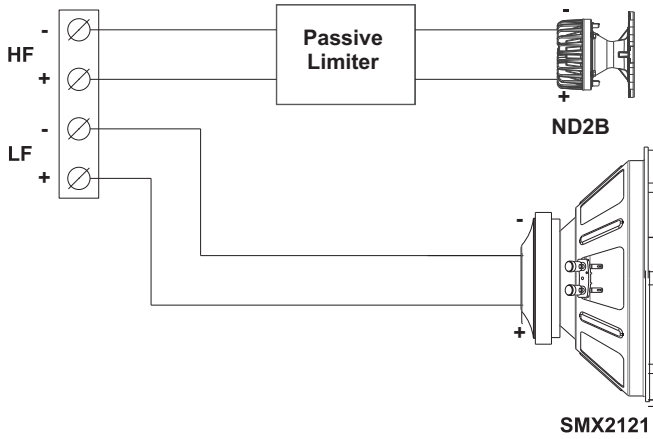 -
HF
+
-
LF
+
Passive
Limiter
-
+
ND2B
-
+
SMX2121